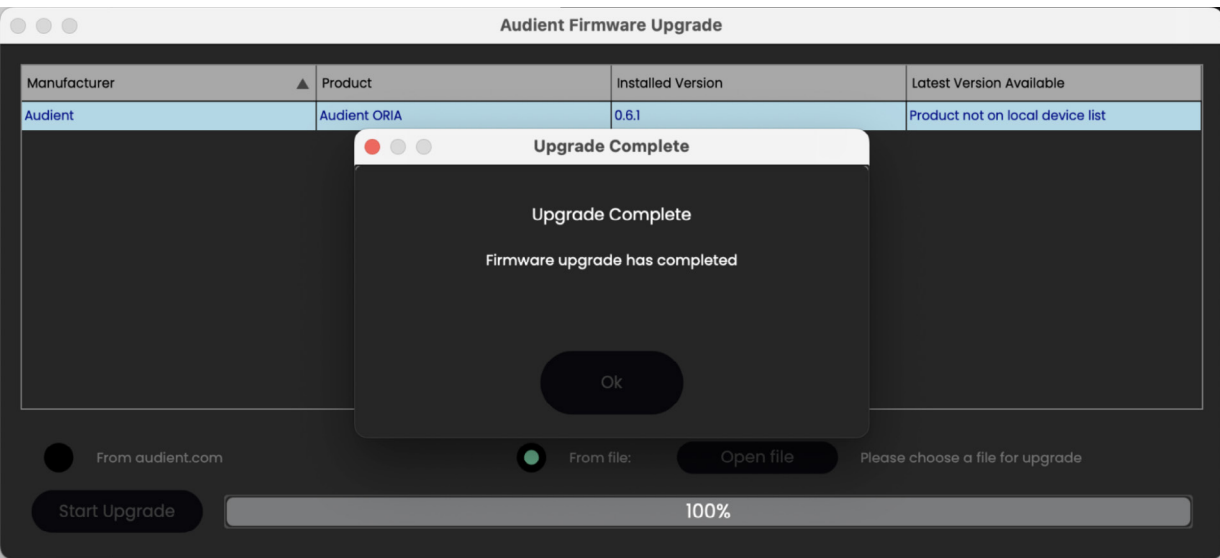 Audient Firmware Upgrade
Manufacturer Product Installed Version Latest Version Available
Audient Audient ORIA 0.6.1 Product not on local device list
Upgrade Complete
Upgrade Complete
Firmware upgrade has completed
Ok
From audient.com From file: Open file Please choose a file for upgrade
Start Upgrade 100%